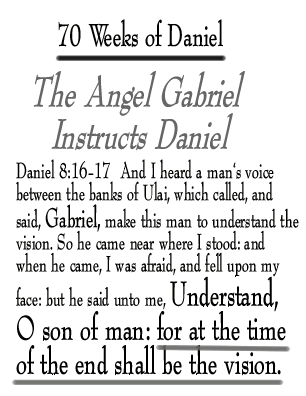 70 Weeks of Daniel
The Angel Gabriel
Instructs Daniel
Daniel 8:16-17  And I heard a man's voice
between the banks of Ulai, which called, and
said, Gabriel, make this man to understand the
vision. So he came near where I stood: and
when he came, I was afraid, and fell upon my
face: but he said unto me, Understand,
O son of man: for at the time
of the end shall be the vision.